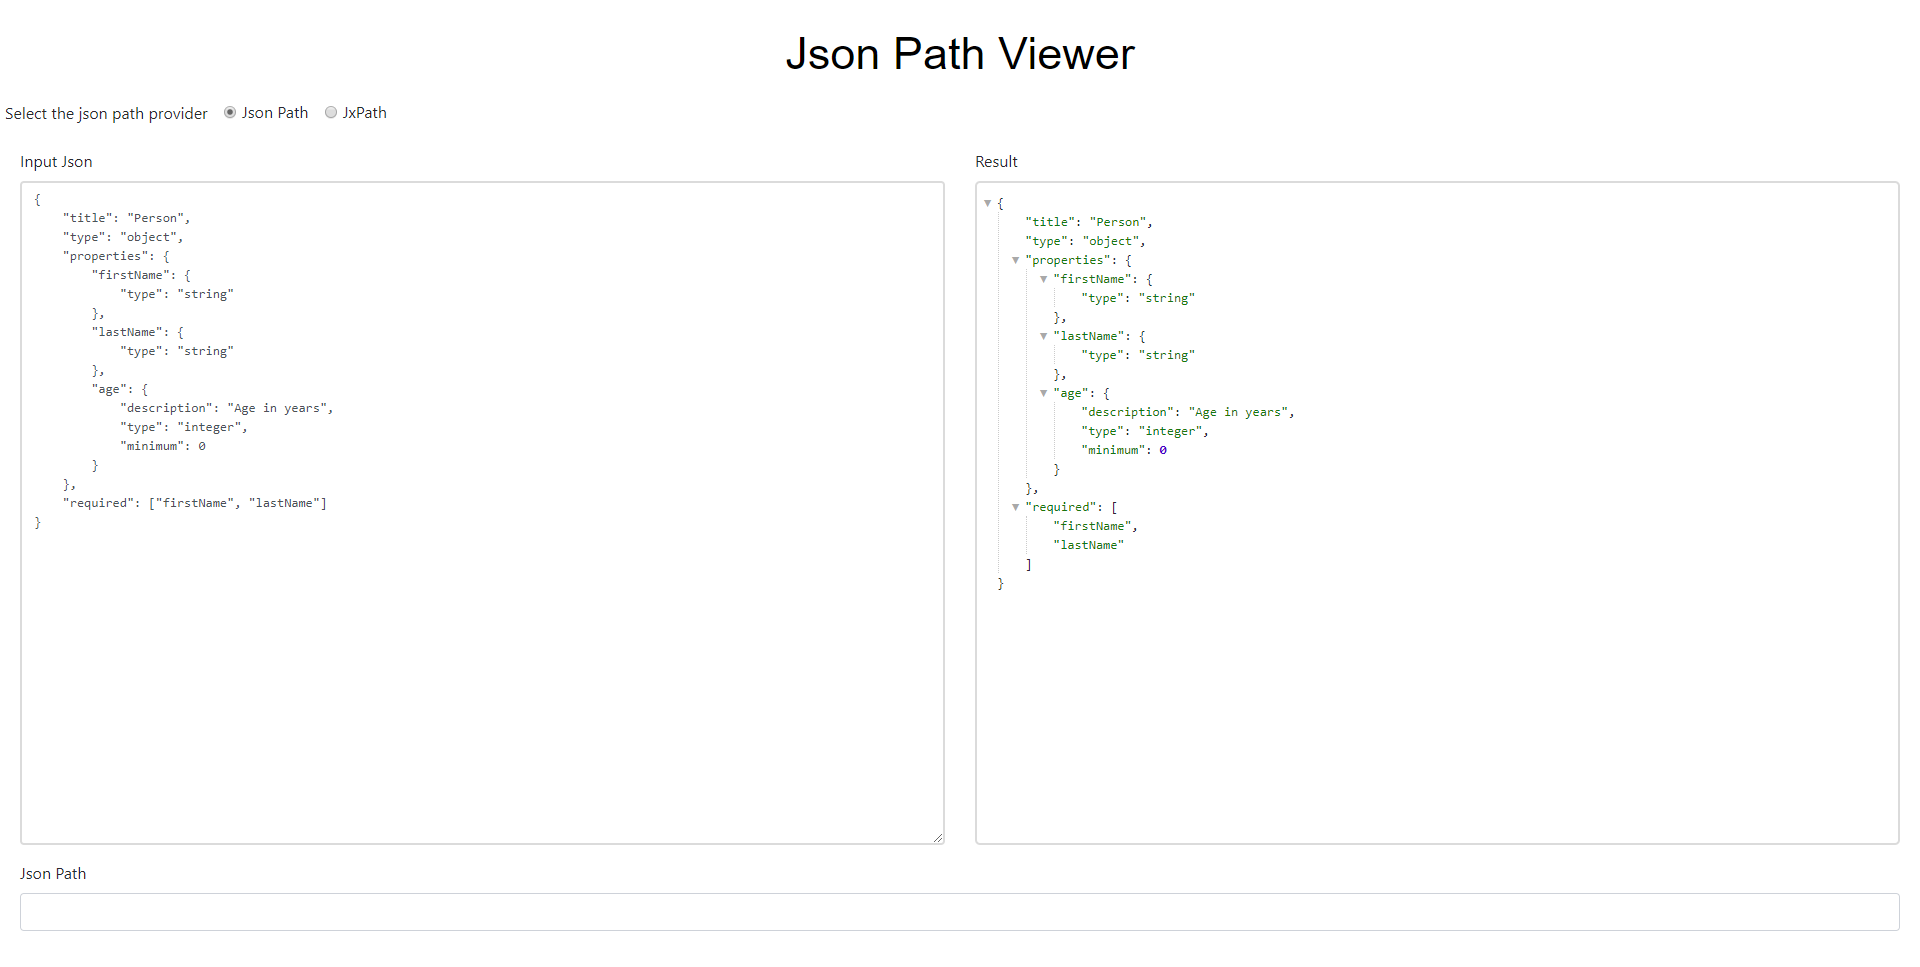 Json Path Viewer
Select the json path provider Json Path JxPath
Input Json
{
    "title": "Person",
    "type": "object",
    "properties": {
        "firstName": {
            "type": "string"
        },
        "lastName": {
            "type": "string"
        },
        "age": {
            "description": "Age in years",
            "type": "integer",
            "minimum": 0
        }
    },
    "required": ["firstName", "lastName"]
}
Result
{
    "title": "Person",
    "type": "object",
    "properties": {
        "firstName": {
            "type": "string"
        },
        "lastName": {
            "type": "string"
        },
        "age": {
            "description": "Age in years",
            "type": "integer",
            "minimum": 0
        }
    },
    "required": [
        "firstName",
        "lastName"
    ]
}
Json Path